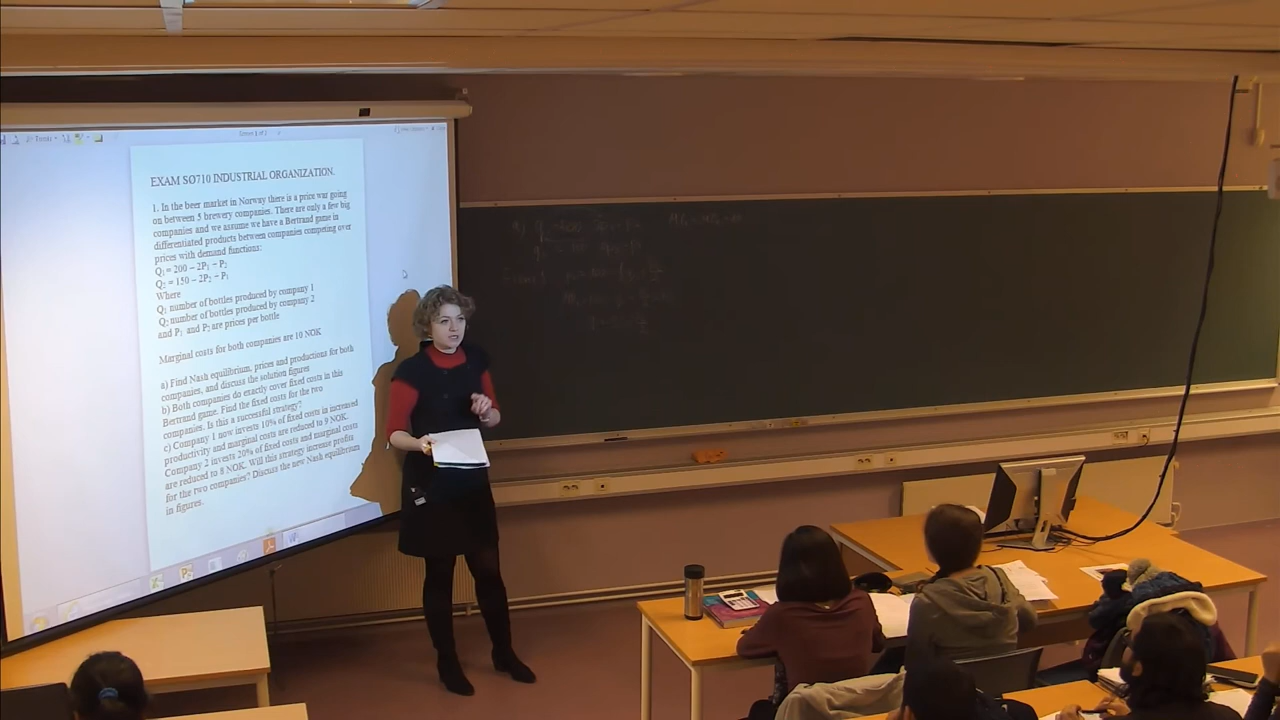 EXAM SØ710 INDUSTRIAL ORGANIZATION.
1. In the beer market in Norway there is a price war going
on between 5 brewery companies. There are only a few big
companies and we assume we have a Bertrand game in
differentiated products between companies competing over
prices with demand functions:
Q₁ = 200 – 2P₁ – P₂
Q₂ = 150 – 2P₂ – P₁
Where
Q₁ number of bottles produced by company 1
Q₂ number of bottles produced by company 2
and P₁ and P₂ are prices per bottle
Marginal costs for both companies are 10 NOK
a) Find Nash equilibrium, prices and productions for both
companies, and discuss the solution figures
b) Both companies do exactly cover fixed costs in this
Bertrand game. Find the fixed costs for the two
companies. Is this a successful strategy?
c) Company 1 now invests 10% of fixed costs in increased
productivity and marginal costs are reduced to 9 NOK.
Company 2 invests 20% of fixed costs and marginal costs
are reduced to 8 NOK. Will this strategy increase profits
for the two companies? Discuss the new Nash equilibrium
in figures.